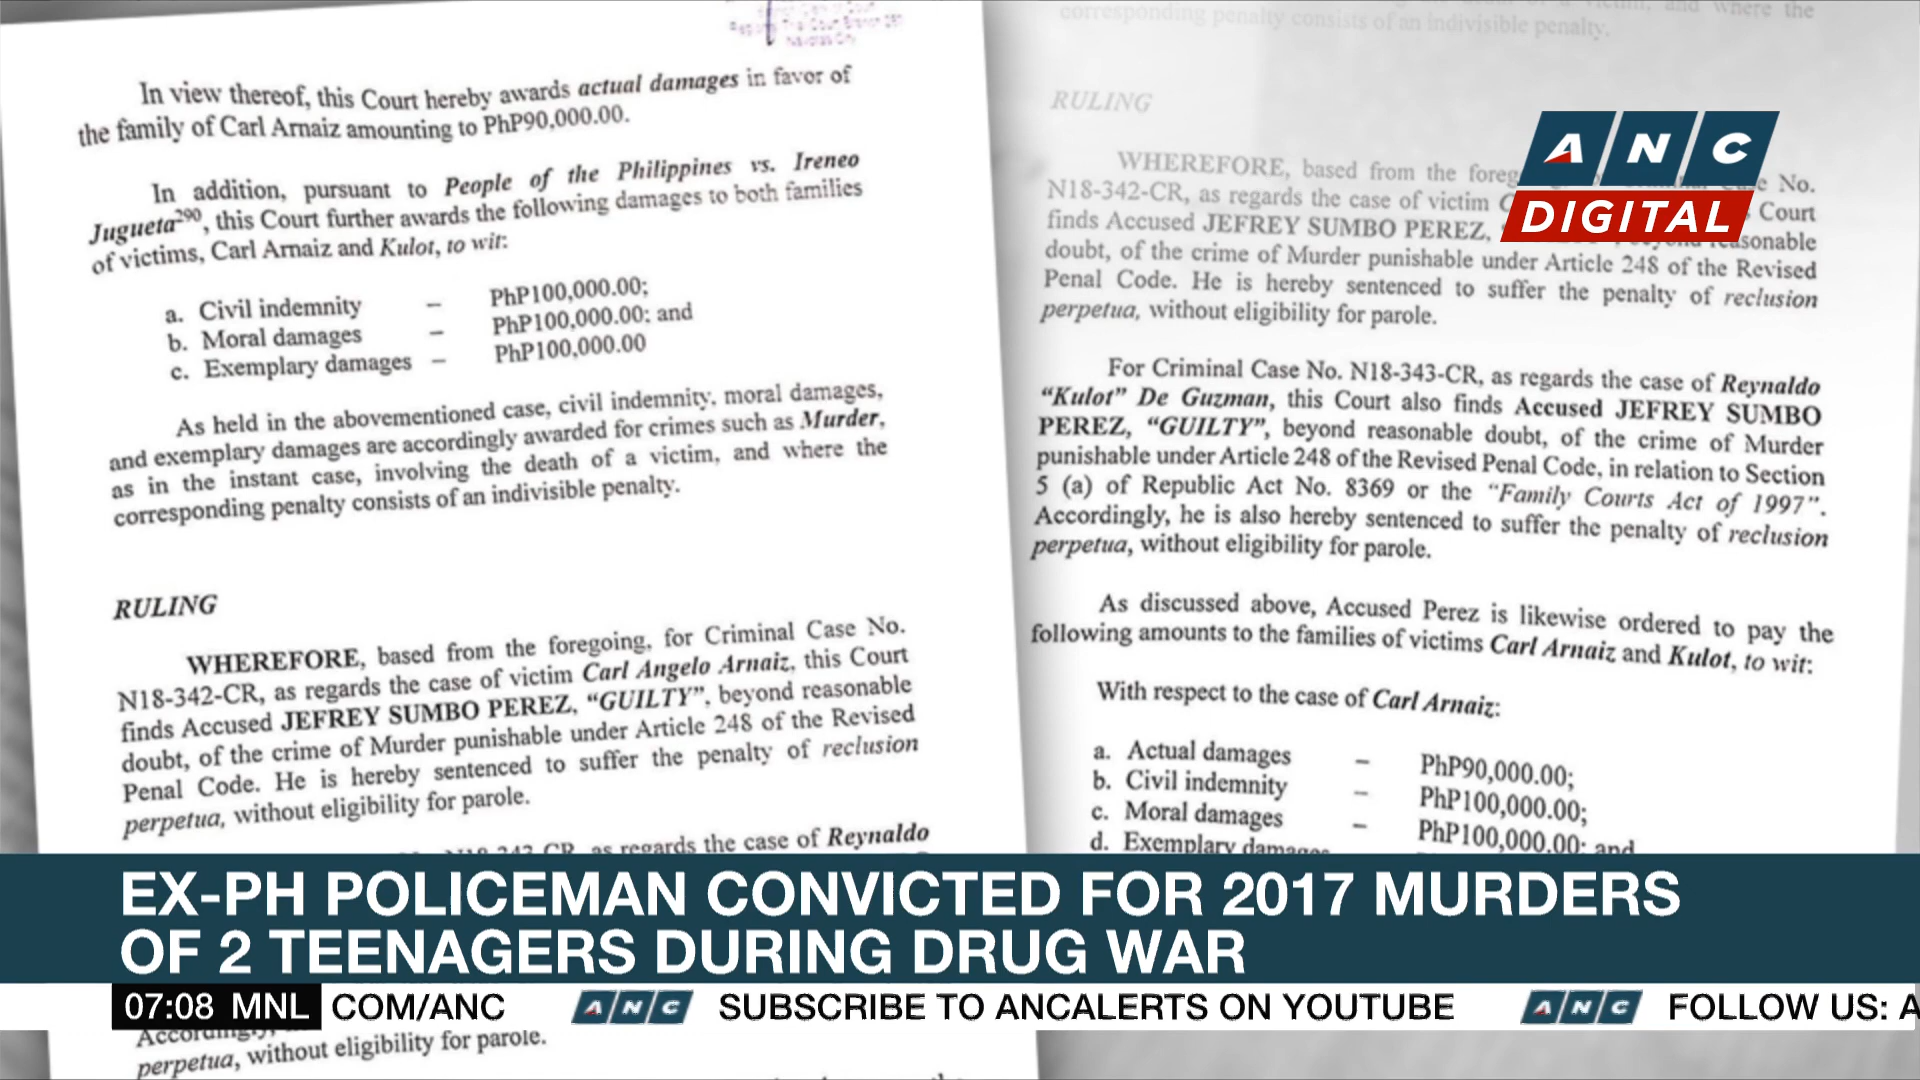 In view thereof, this Court hereby awards actual damages in favor of
the family of Carl Arnaiz amounting to PhP90,000.00.
In addition, pursuant to People of the Philippines vs. Ireneo
Jugueta290, this Court further awards the following damages to both families
of victims, Carl Arnaiz and Kulot, to wit:
a. Civil indemnity – PhP100,000.00;
b. Moral damages – PhP100,000.00; and
c. Exemplary damages – PhP100,000.00
As held in the abovementioned case, civil indemnity, moral damages,
and exemplary damages are accordingly awarded for crimes such as Murder,
as in the instant case, involving the death of a victim, and where the
corresponding penalty consists of an indivisible penalty.
RULING
WHEREFORE, based from the foregoing, for Criminal Case No.
N18-342-CR, as regards the case of victim Carl Angelo Arnaiz, this Court
finds Accused JEFREY SUMBO PEREZ, “GUILTY”, beyond reasonable
doubt, of the crime of Murder punishable under Article 248 of the Revised
Penal Code. He is hereby sentenced to suffer the penalty of reclusion
perpetua, without eligibility for parole.
CR, as regards the case of Reynaldo
Accordingly,
perpetua, without eligibility for parole.
and where the
corresponding penalty consists of an indivisible penalty.
RULING
WHEREFORE, based from the foreg No.
N18-342-CR, as regards the case of victim C Court
finds Accused JEFREY SUMBO PEREZ, reasonable
doubt, of the crime of Murder punishable under Article 248 of the Revised
Penal Code. He is hereby sentenced to suffer the penalty of reclusion
perpetua, without eligibility for parole.
For Criminal Case No. N18-343-CR, as regards the case of Reynaldo
“Kulot” De Guzman, this Court also finds Accused JEFREY SUMBO
PEREZ, “GUILTY”, beyond reasonable doubt, of the crime of Murder
punishable under Article 248 of the Revised Penal Code, in relation to Section
5 (a) of Republic Act No. 8369 or the “Family Courts Act of 1997”.
Accordingly, he is also hereby sentenced to suffer the penalty of reclusion
perpetua, without eligibility for parole.
As discussed above, Accused Perez is likewise ordered to pay the
following amounts to the families of victims Carl Arnaiz and Kulot, to wit:
With respect to the case of Carl Arnaiz:
a. Actual damages – PhP90,000.00;
b. Civil indemnity – PhP100,000.00;
c. Moral damages – PhP100,000.00; and
d. Exemplary damages
ANC
DIGITAL
EX-PH POLICEMAN CONVICTED FOR 2017 MURDERS
OF 2 TEENAGERS DURING DRUG WAR
07:08 MNL COM/ANC ANC SUBSCRIBE TO ANCALERTS ON YOUTUBE ANC FOLLOW US: A